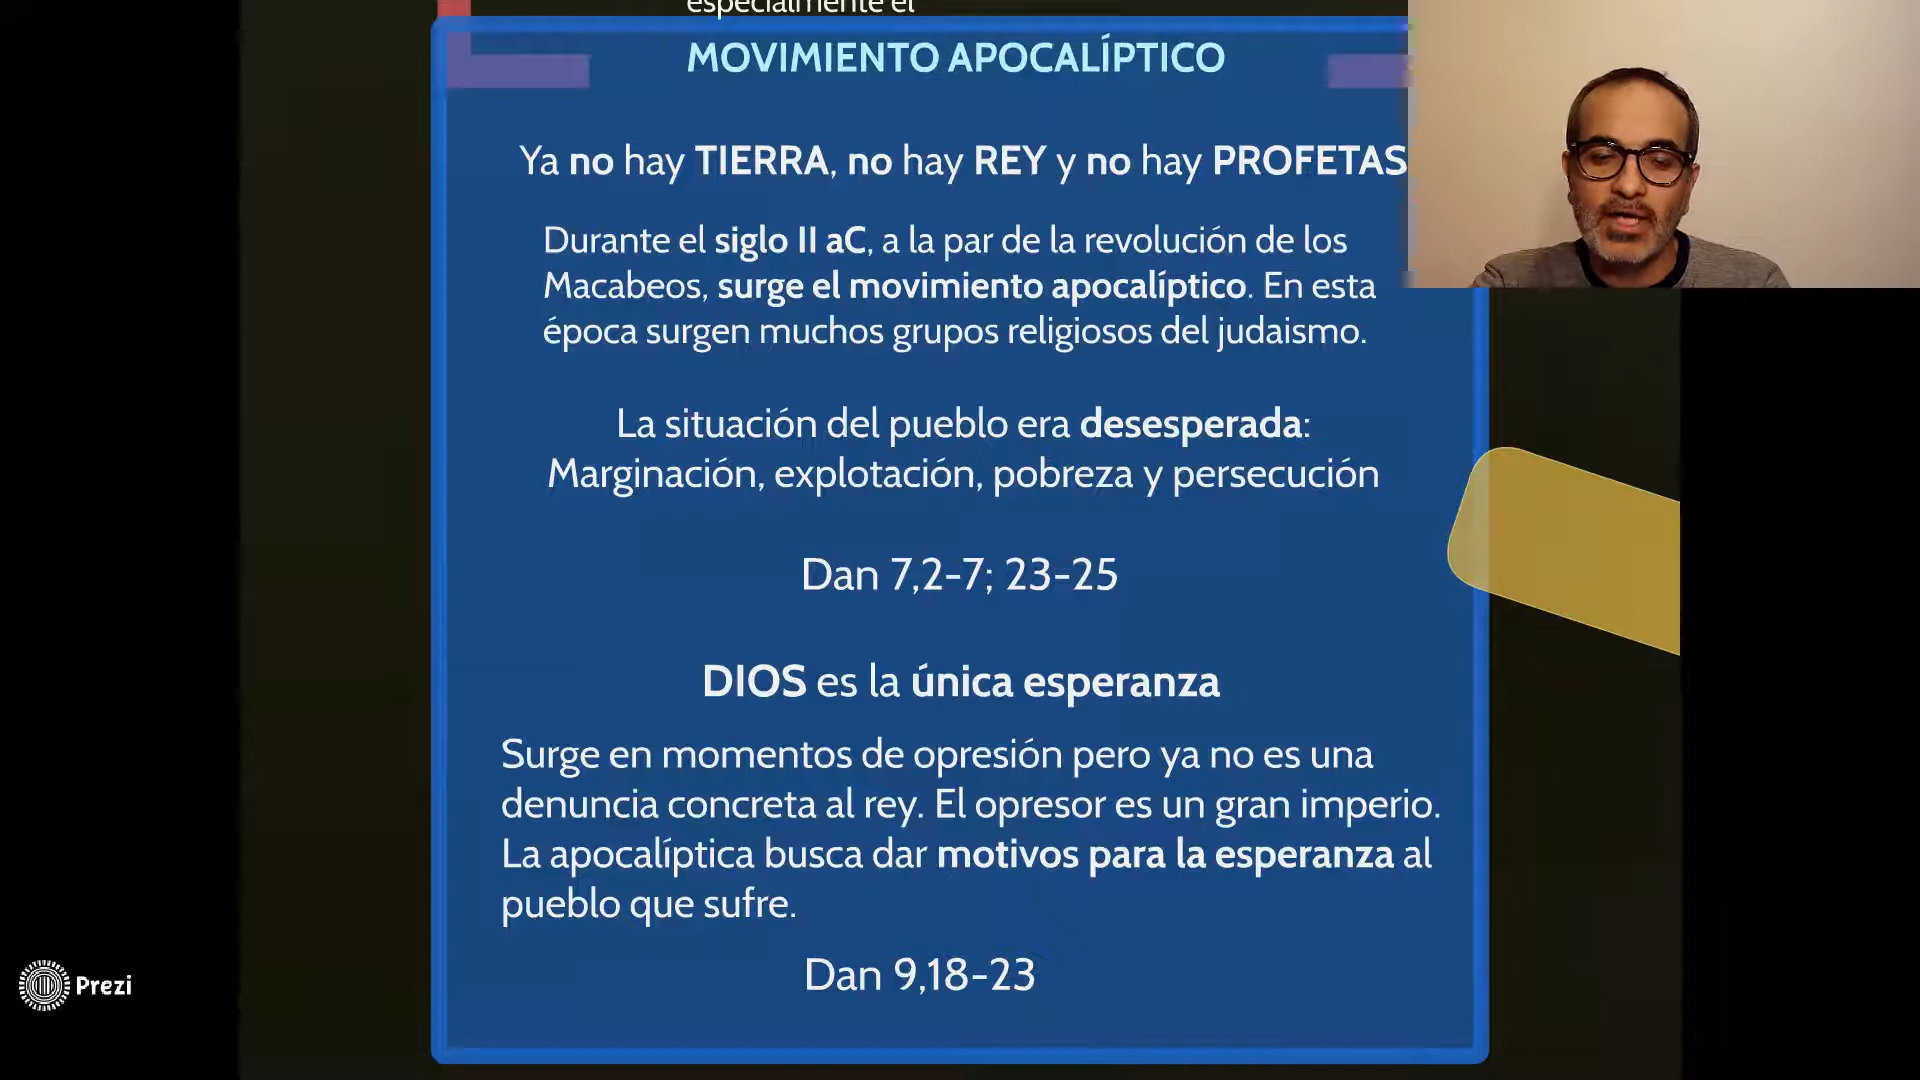 especialmente el
MOVIMIENTO APOCALÍPTICO
Ya no hay TIERRA, no hay REY y no hay PROFETAS
Durante el siglo II aC, a la par de la revolución de los
Macabeos, surge el movimiento apocalíptico. En esta
época surgen muchos grupos religiosos del judaismo.
La situación del pueblo era desesperada:
Marginación, explotación, pobreza y persecución
Dan 7,2-7; 23-25
DIOS es la única esperanza
Surge en momentos de opresión pero ya no es una
denuncia concreta al rey. El opresor es un gran imperio.
La apocalíptica busca dar motivos para la esperanza al
pueblo que sufre.
Dan 9,18-23
Prezi